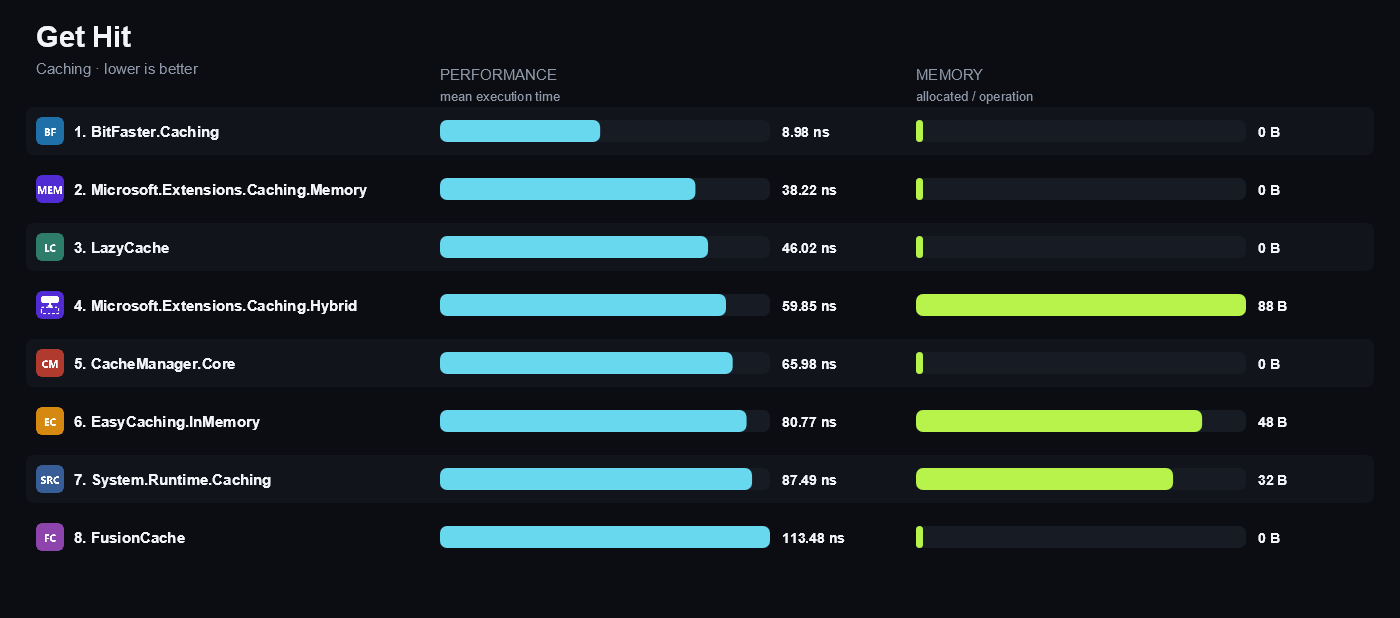 Get Hit
Caching · lower is better
PERFORMANCE
mean execution time
MEMORY
allocated / operation
BF 1. BitFaster.Caching 8.98 ns 0 B
MEM 2. Microsoft.Extensions.Caching.Memory 38.22 ns 0 B
LC 3. LazyCache 46.02 ns 0 B
4. Microsoft.Extensions.Caching.Hybrid 59.85 ns 88 B
CM 5. CacheManager.Core 65.98 ns 0 B
EC 6. EasyCaching.InMemory 80.77 ns 48 B
SRC 7. System.Runtime.Caching 87.49 ns 32 B
FC 8. FusionCache 113.48 ns 0 B